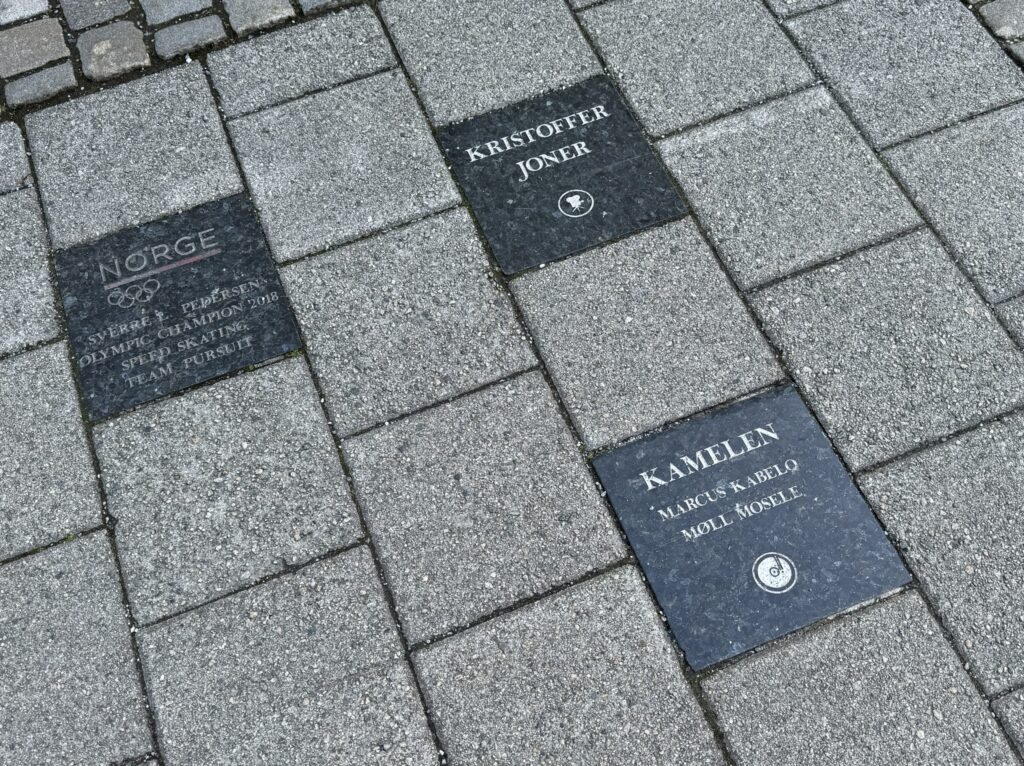 NORGE
SVERRE L. PEDERSEN
OLYMPIC CHAMPION 2018
SPEED SKATING
TEAM PURSUIT
KRISTOFFER
JONER
KAMELEN
MARCUS KABELO
MØLL MOSELE